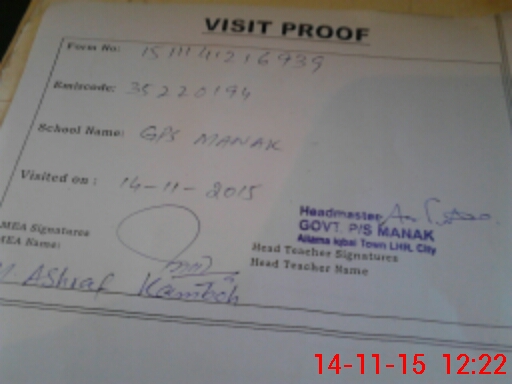 VISIT PROOF
Form No: 1511141216939
Emiscode: 35220194
School Name: GPS MANAK
Visited on: 14-11-2015
Headmaster
GOVT. P/S MANAK
Allama Iqbal Town LHR. City
MEA Signatures
Head Teacher Signatures
MEA Name:
Head Teacher Name
Ashraf Kamboh
14-11-15 12:22